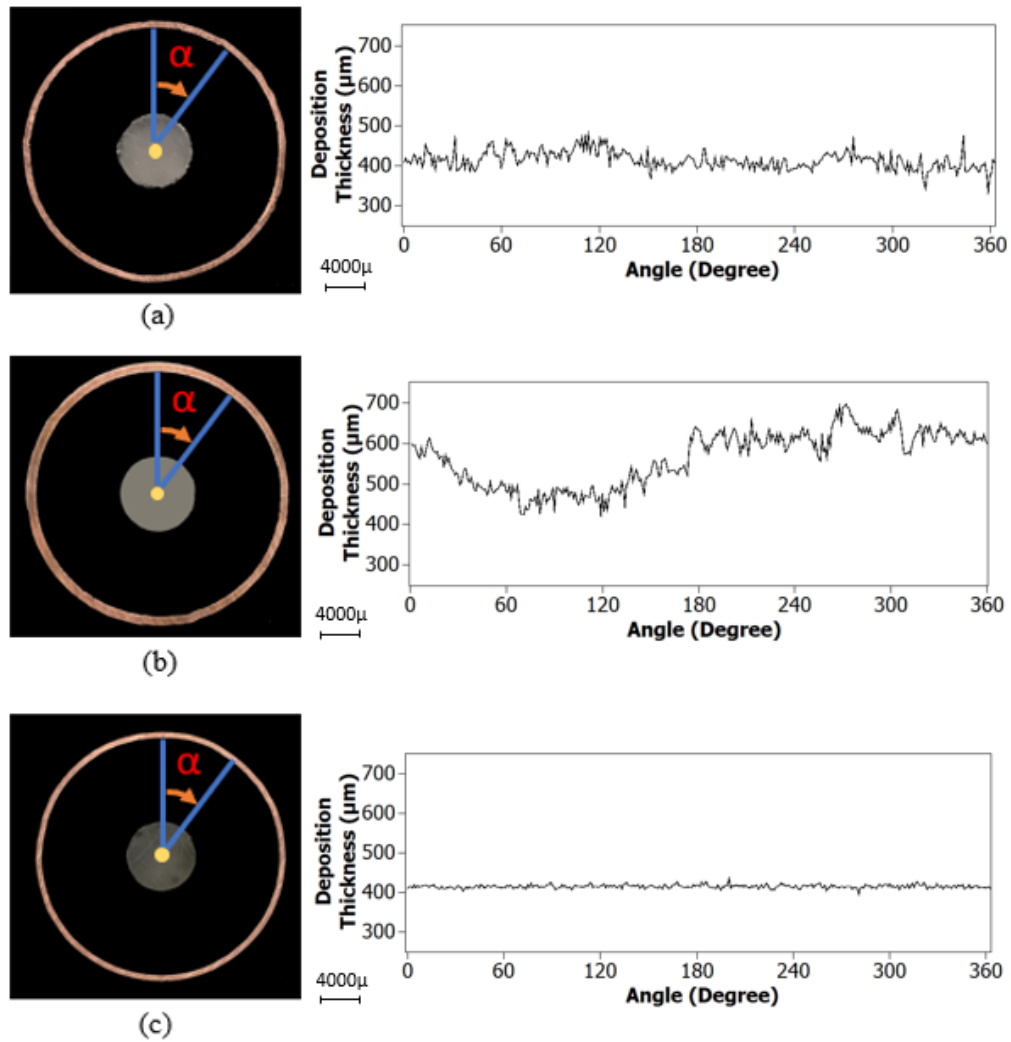 α
700
600
500
400
300
Deposition
Thickness (µm)
0 60 120 180 240 300 360
Angle (Degree)
4000µ
(a)
α
700
600
500
400
300
Deposition
Thickness (µm)
0 60 120 180 240 300 360
Angle (Degree)
4000µ
(b)
α
700
600
500
400
300
Deposition
Thickness (µm)
0 60 120 180 240 300 360
Angle (Degree)
4000µ
(c)